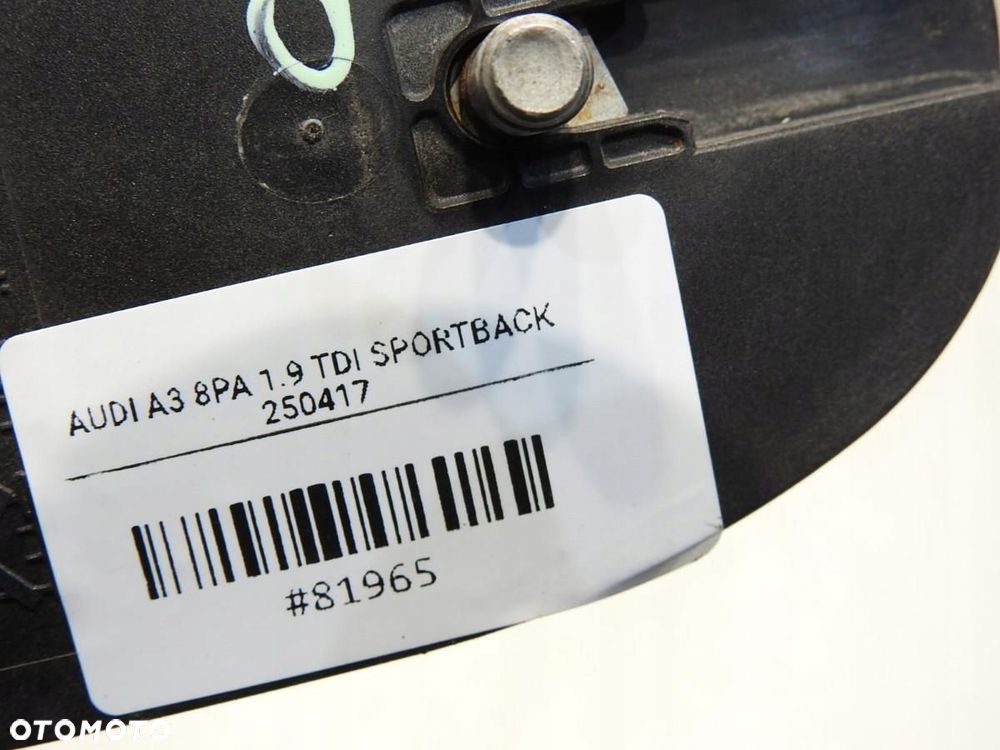 AUDI A3 8PA 1.9 TDI SPORTBACK
250417
#81965
OTOMOTO